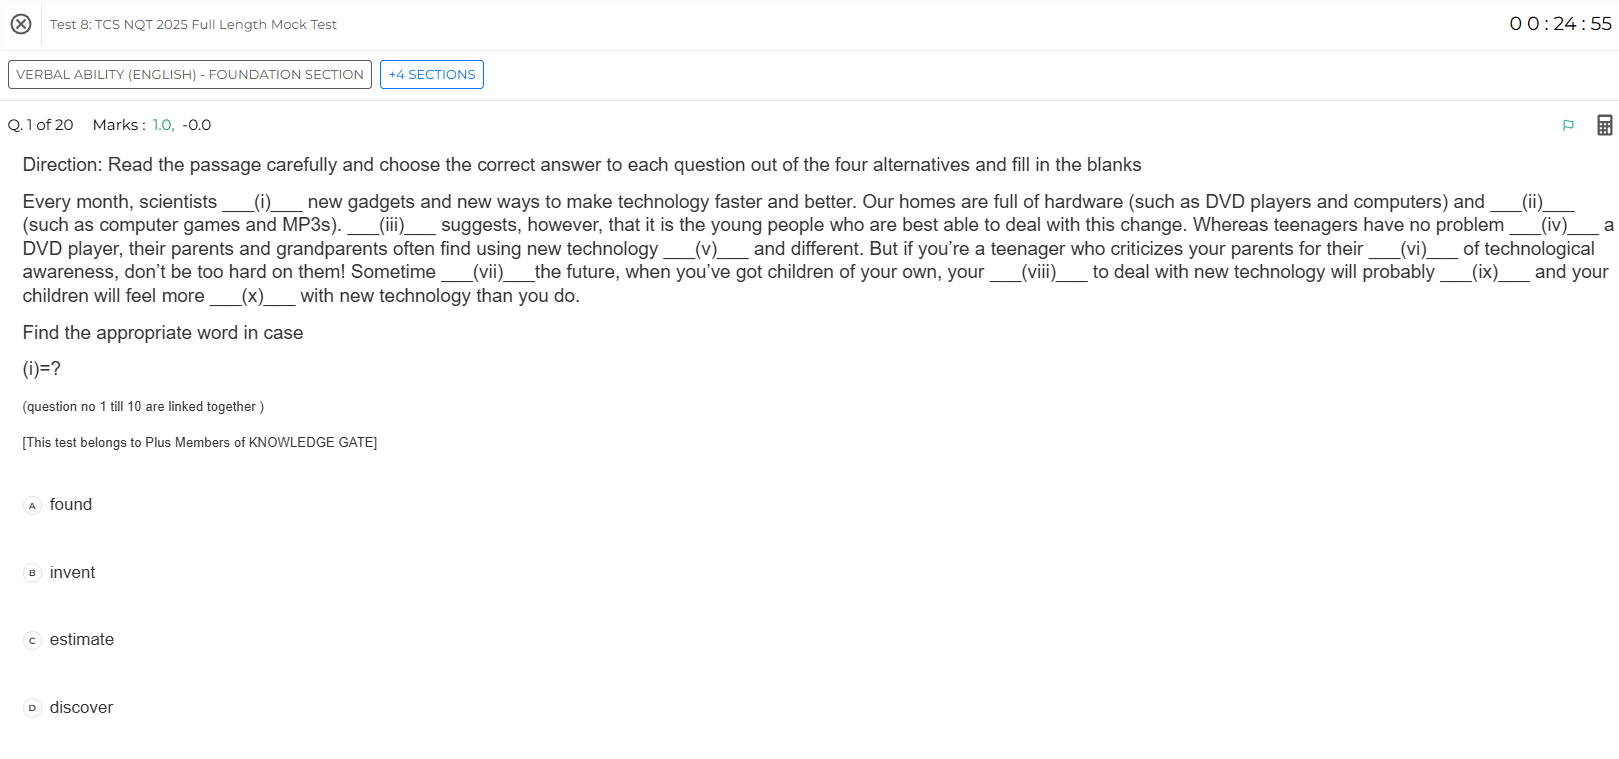 Test 8: TCS NQT 2025 Full Length Mock Test
0 0 : 24 : 55
VERBAL ABILITY (ENGLISH) - FOUNDATION SECTION
+4 SECTIONS
Q. 1 of 20 Marks : 1.0, -0.0
Direction: Read the passage carefully and choose the correct answer to each question out of the four alternatives and fill in the blanks
Every month, scientists ___(i)___ new gadgets and new ways to make technology faster and better. Our homes are full of hardware (such as DVD players and computers) and ___(ii)___
(such as computer games and MP3s). ___(iii)___ suggests, however, that it is the young people who are best able to deal with this change. Whereas teenagers have no problem ___(iv)___ a
DVD player, their parents and grandparents often find using new technology ___(v)___ and different. But if you’re a teenager who criticizes your parents for their ___(vi)___ of technological
awareness, don’t be too hard on them! Sometime ___(vii)___the future, when you’ve got children of your own, your ___(viii)___ to deal with new technology will probably ___(ix)___ and your
children will feel more ___(x)___ with new technology than you do.
Find the appropriate word in case
(i)=?
(question no 1 till 10 are linked together )
[This test belongs to Plus Members of KNOWLEDGE GATE]
A found
B invent
C estimate
D discover